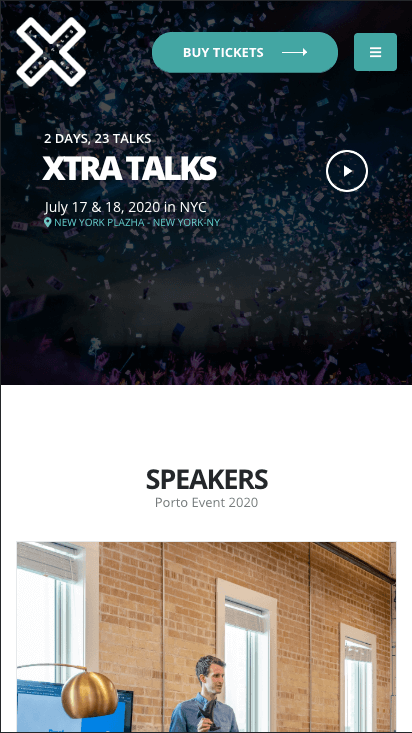 BUY TICKETS
2 DAYS, 23 TALKS
XTRA TALKS
July 17 & 18, 2020 in NYC
NEW YORK PLAZHA - NEW YORK-NY
SPEAKERS
Porto Event 2020